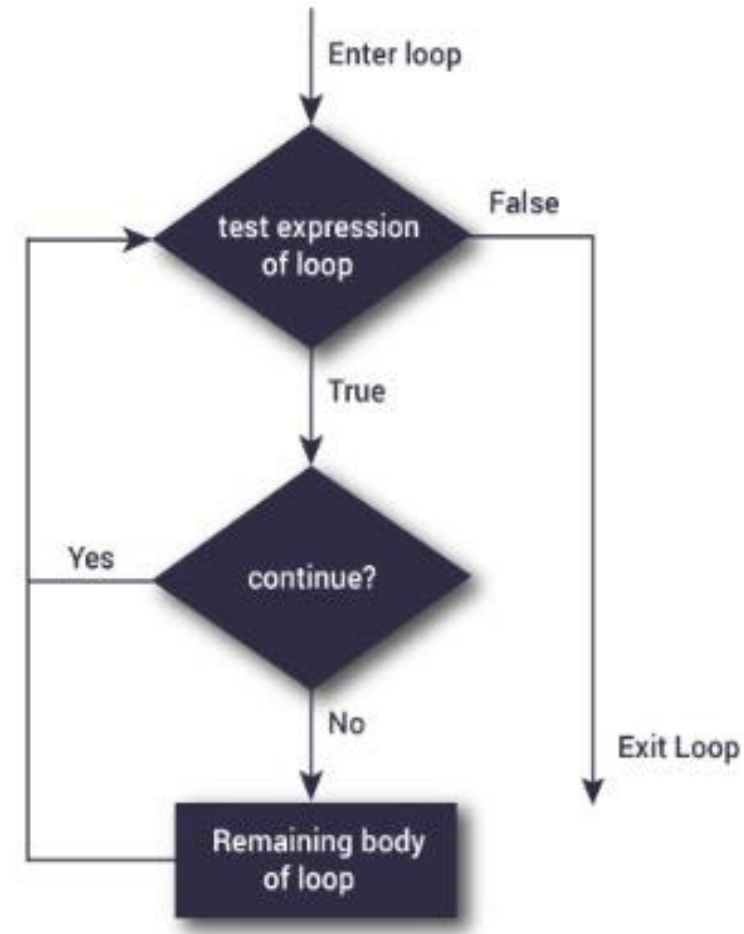 Enter loop
test expression
of loop
False
True
continue?
Yes
No
Exit Loop
Remaining body
of loop